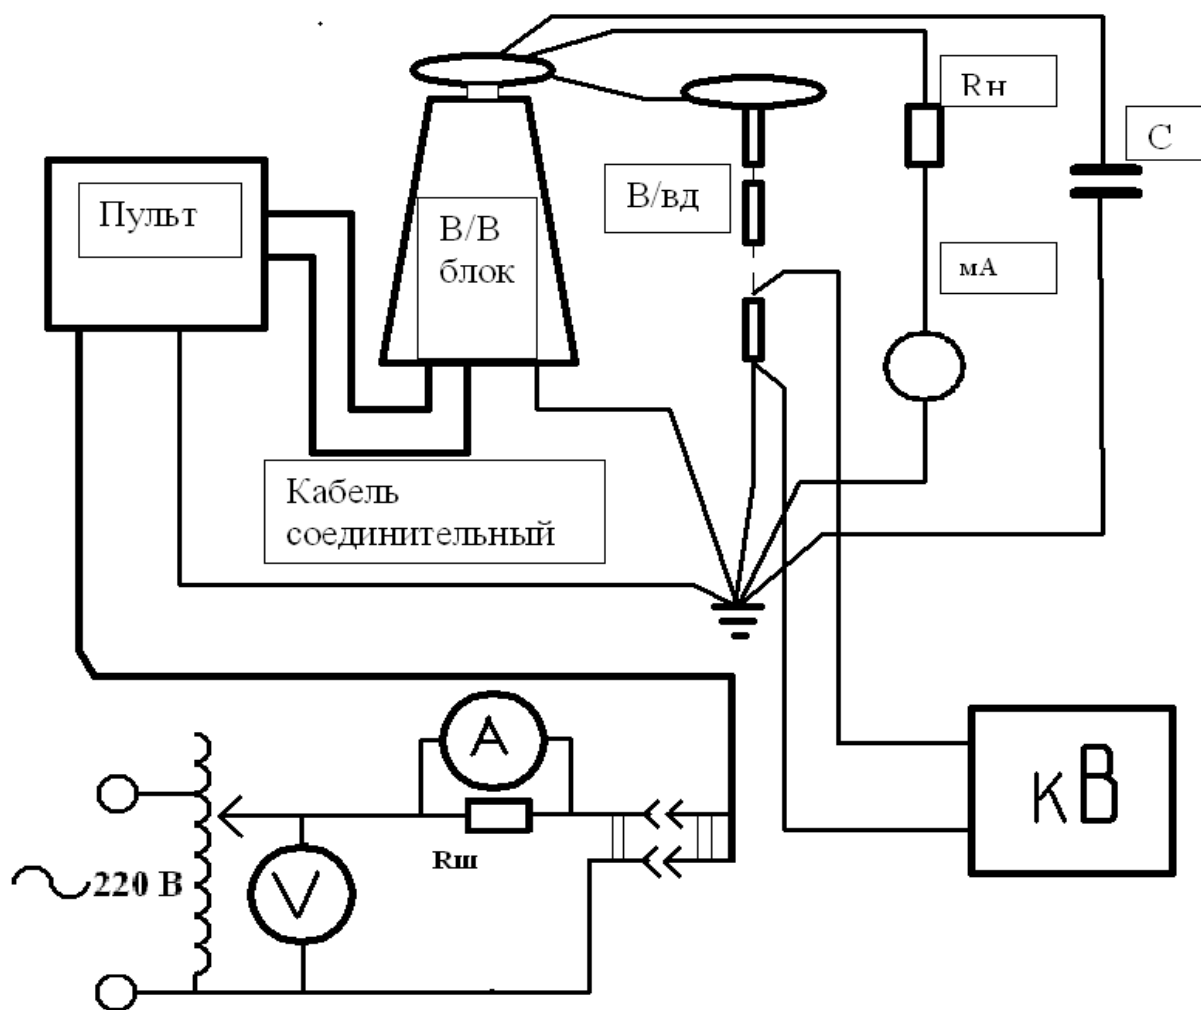 Rн
С
В/вд
Пульт
В/В
блок
мА
Кабель
соединительный
А
кВ
Rш
220 В
V